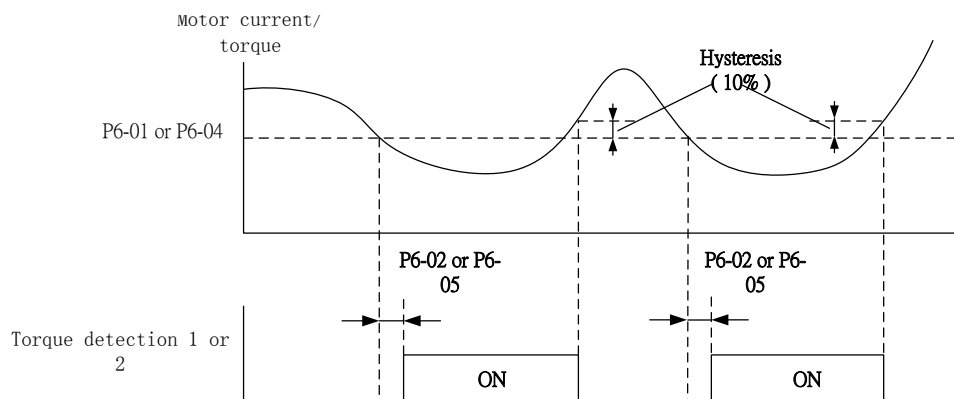 Motor current/
torque
Hysteresis
( 10% )
P6-01 or P6-04
P6-02 or P6-
05
P6-02 or P6-
05
Torque detection 1 or
2
ON
ON